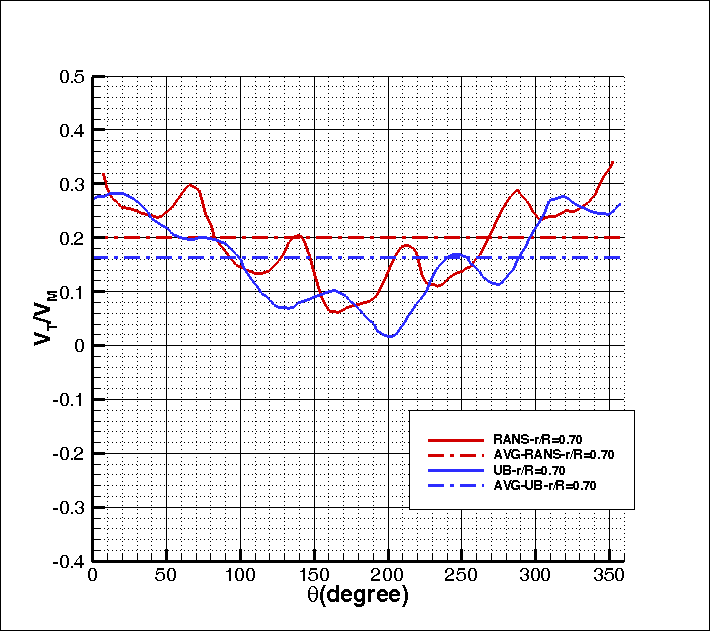 0.5
0.4
0.3
0.2
0.1
0
-0.1
-0.2
-0.3
-0.4
V_T/V_M
0 50 100 150 200 250 300 350
θ(degree)
RANS-r/R=0.70
AVG-RANS-r/R=0.70
UB-r/R=0.70
AVG-UB-r/R=0.70